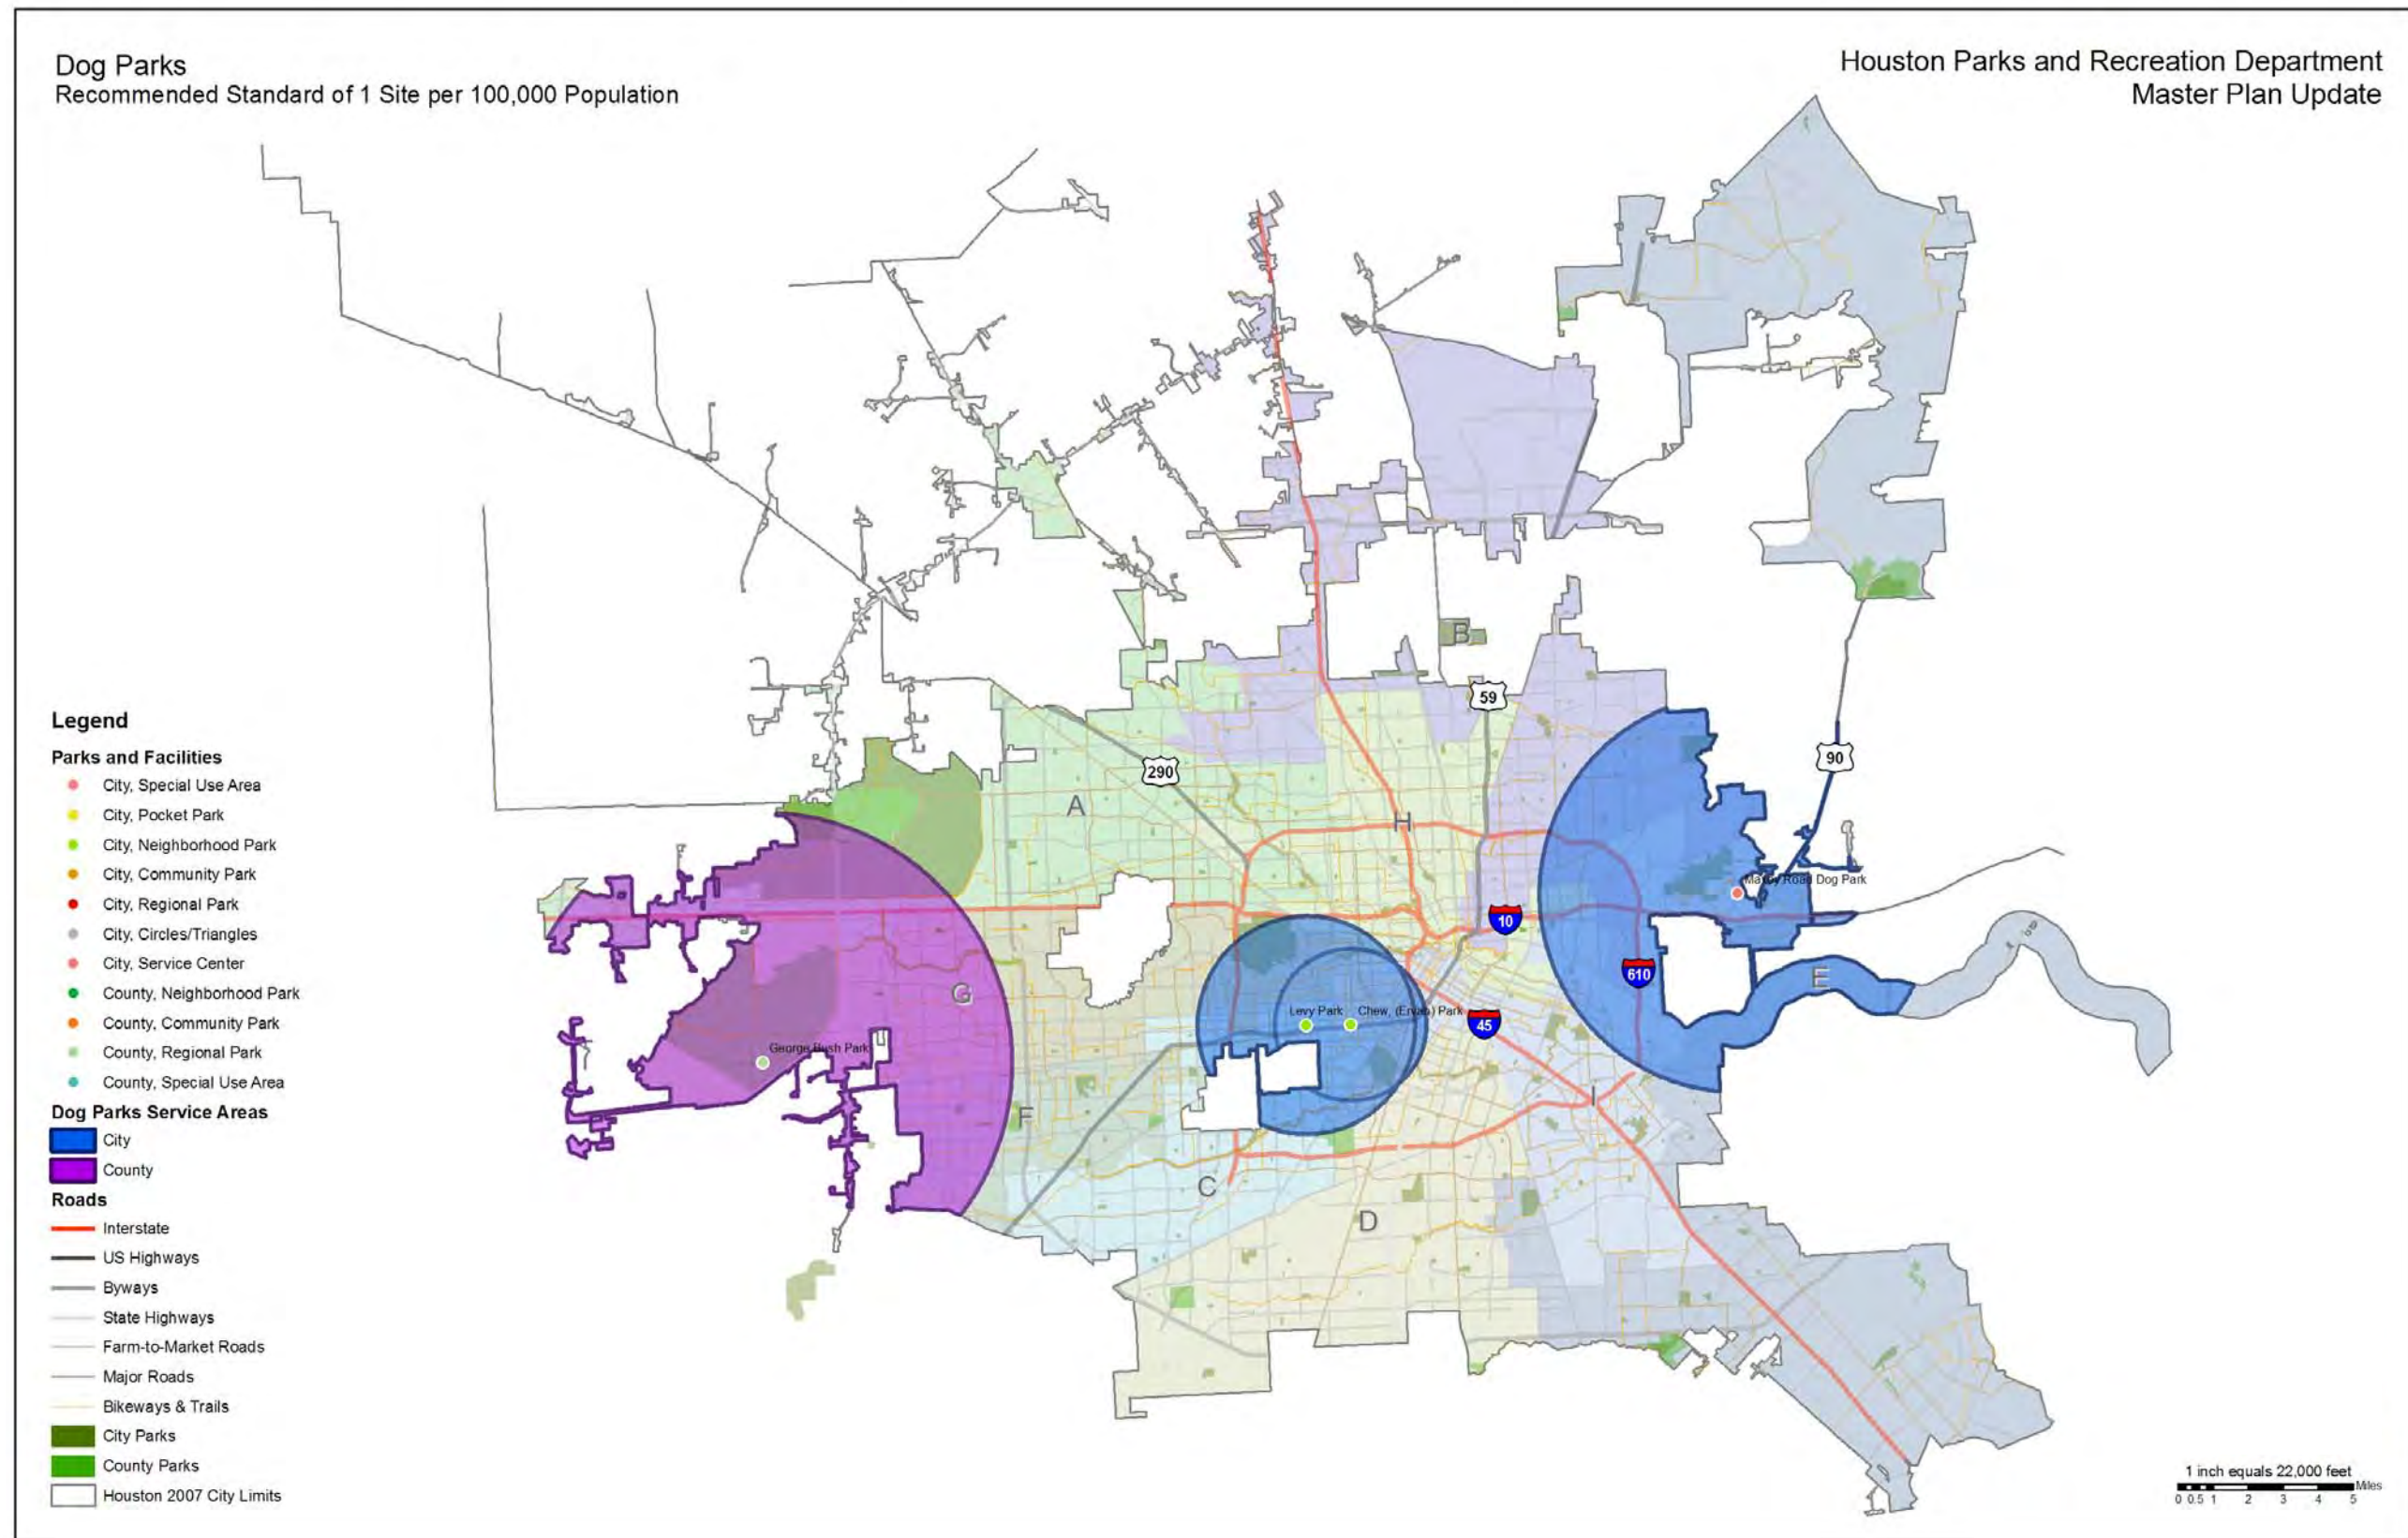 Dog Parks
Recommended Standard of 1 Site per 100,000 Population
Houston Parks and Recreation Department
Master Plan Update
B
59
90
290
A
H
Road Dog Park
10
G
610
E
Levy Park
Chew, (Ervan) Park
45
George Bush Park
I
F
C
D
Legend
Parks and Facilities
City, Special Use Area
City, Pocket Park
City, Neighborhood Park
City, Community Park
City, Regional Park
City, Circles/Triangles
City, Service Center
County, Neighborhood Park
County, Community Park
County, Regional Park
County, Special Use Area
Dog Parks Service Areas
City
County
Roads
Interstate
US Highways
Byways
State Highways
Farm-to-Market Roads
Major Roads
Bikeways & Trails
City Parks
County Parks
Houston 2007 City Limits
1 inch equals 22,000 feet
Miles
0 0.5 1 2 3 4 5